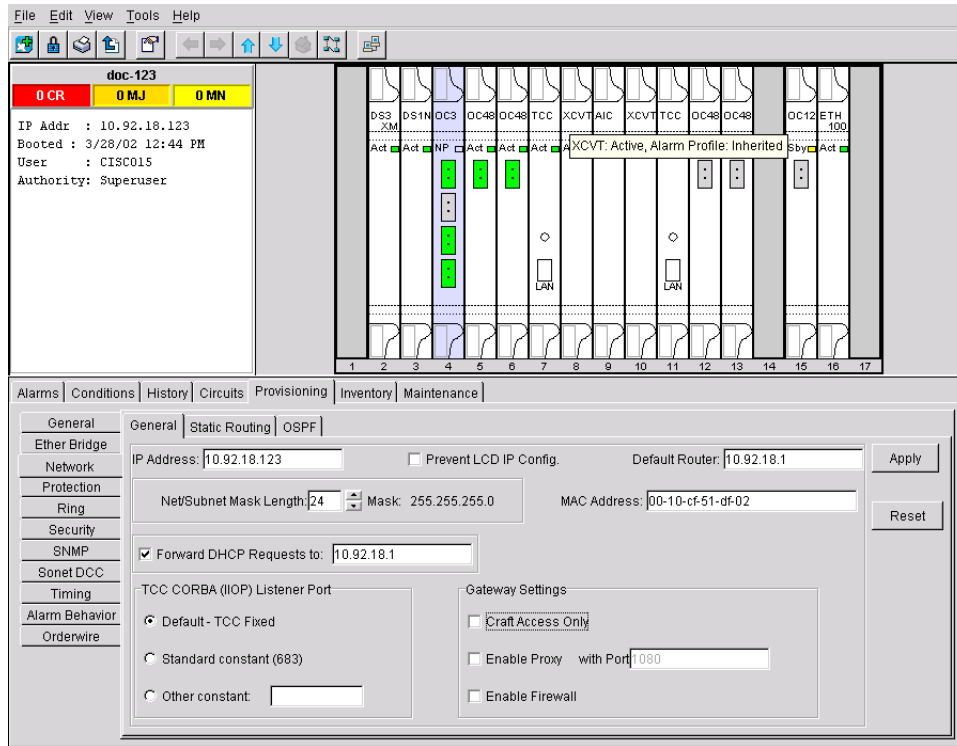 File Edit View Tools Help
doc-123
0 CR 0 MJ 0 MN
IP Addr : 10.92.18.123
Booted : 3/28/02 12:44 PM
User : CISCO15
Authority: Superuser
DS3 XM DS1N OC3 OC48 OC48 TCC XCVT AIC XCVT TCC OC48 OC48 OC12 ETH 100
Act Act NP Act Act Act A Sby Act
XCVT: Active, Alarm Profile: Inherited
LAN LAN
1 2 3 4 5 6 7 8 9 10 11 12 13 14 15 16 17
Alarms Conditions History Circuits Provisioning Inventory Maintenance
General
Ether Bridge
Network
Protection
Ring
Security
SNMP
Sonet DCC
Timing
Alarm Behavior
Orderwire
General Static Routing OSPF
IP Address: 10.92.18.123 Prevent LCD IP Config. Default Router: 10.92.18.1 Apply
Net/Subnet Mask Length: 24 Mask: 255.255.255.0 MAC Address: 00-10-cf-51-df-02 Reset
Forward DHCP Requests to: 10.92.18.1
TCC CORBA (IIOP) Listener Port
Default - TCC Fixed
Standard constant (683)
Other constant:
Gateway Settings
Craft Access Only
Enable Proxy with Port 1080
Enable Firewall